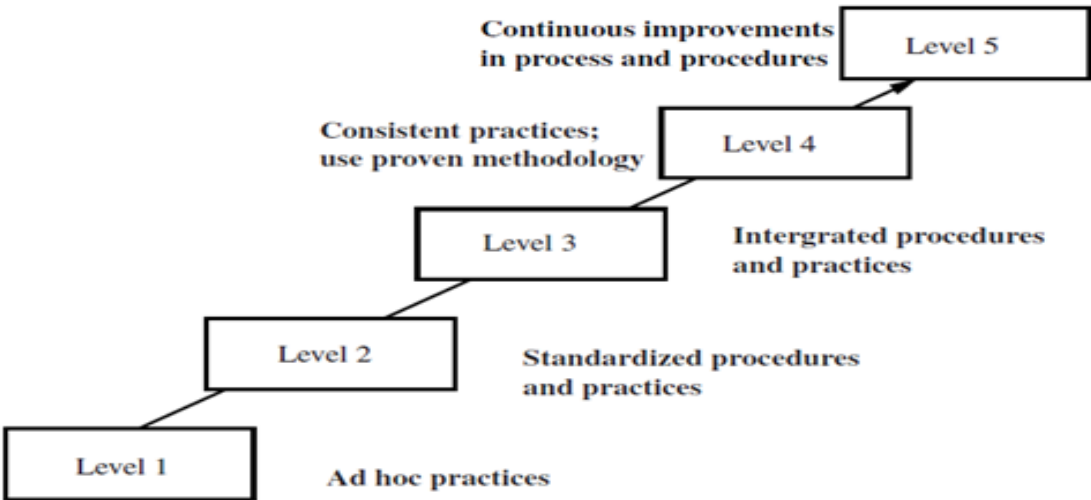 Continuous improvements
in process and procedures
Level 5
Consistent practices;
use proven methodology
Level 4
Level 3
Intergrated procedures
and practices
Level 2
Standardized procedures
and practices
Level 1
Ad hoc practices